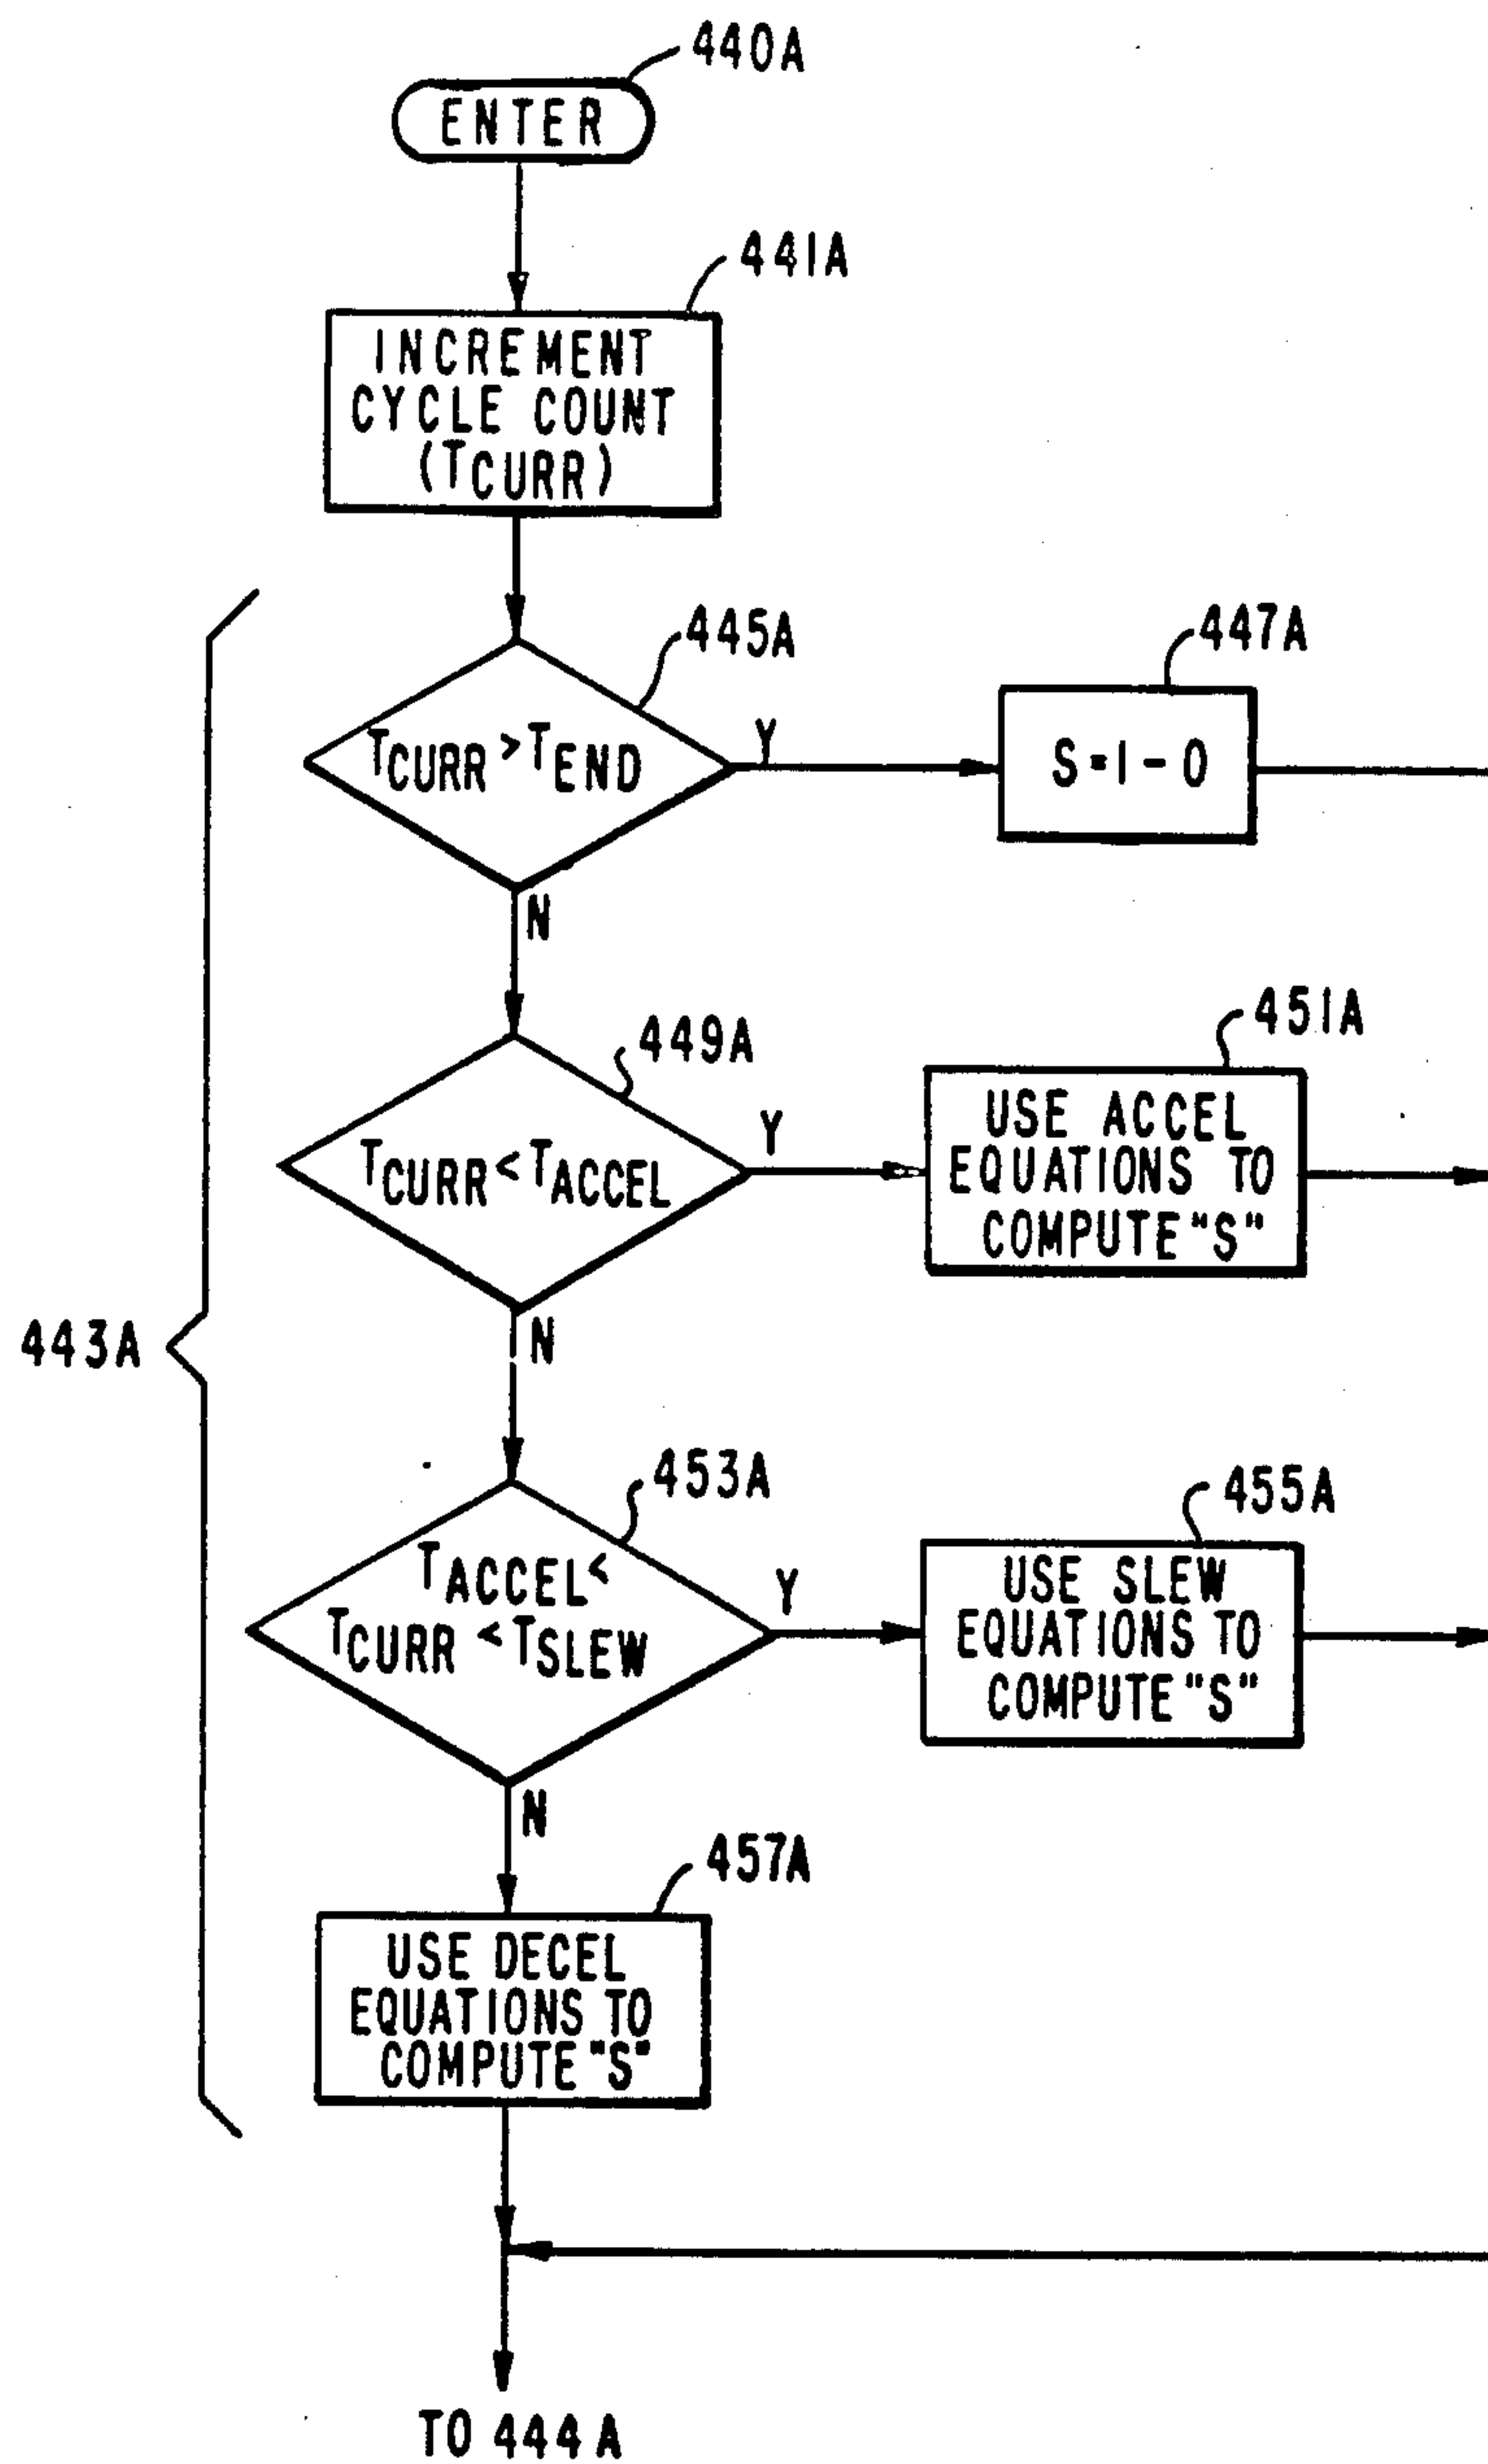 440A
ENTER
441A
INCREMENT
CYCLE COUNT
(TCURR)
445A
TCURR > TEND
Y
447A
S=1-0
N
449A
TCURR < TACCEL
Y
451A
USE ACCEL
EQUATIONS TO
COMPUTE "S"
N
443A
453A
TACCEL <
TCURR < TSLEW
Y
455A
USE SLEW
EQUATIONS TO
COMPUTE "S"
N
457A
USE DECEL
EQUATIONS TO
COMPUTE "S"
TO 444A